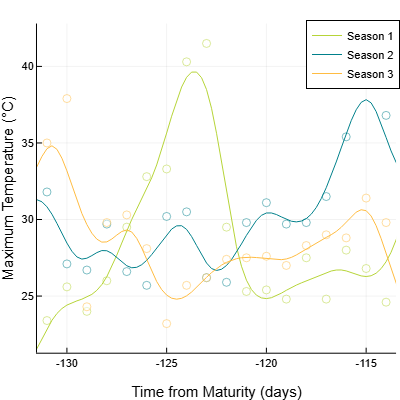 Season 1
Season 2
Season 3
40
35
30
25
Maximum Temperature (°C)
-130
-125
-120
-115
Time from Maturity (days)